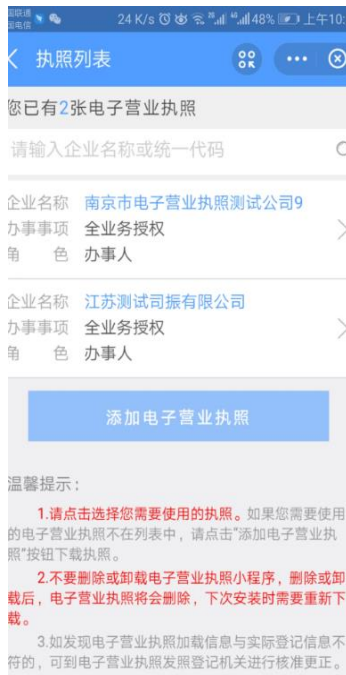 24 K/s 48% 上午10:
执照列表
您已有2张电子营业执照
请输入企业名称或统一代码
企业名称 南京市电子营业执照测试公司9
办事事项 全业务授权
角 色 办事人
企业名称 江苏测试司振有限公司
办事事项 全业务授权
角 色 办事人
添加电子营业执照
温馨提示：
1.请点击选择您需要使用的执照。如果您需要使用
的电子营业执照不在列表中，请点击“添加电子营业执
照”按钮下载执照。
2.不要删除或卸载电子营业执照小程序，删除或卸
载后，电子营业执照将会删除，下次安装时需要重新下
载。
3.如发现电子营业执照加载信息与实际登记信息不
符的，可到电子营业执照发照登记机关进行核准更正。